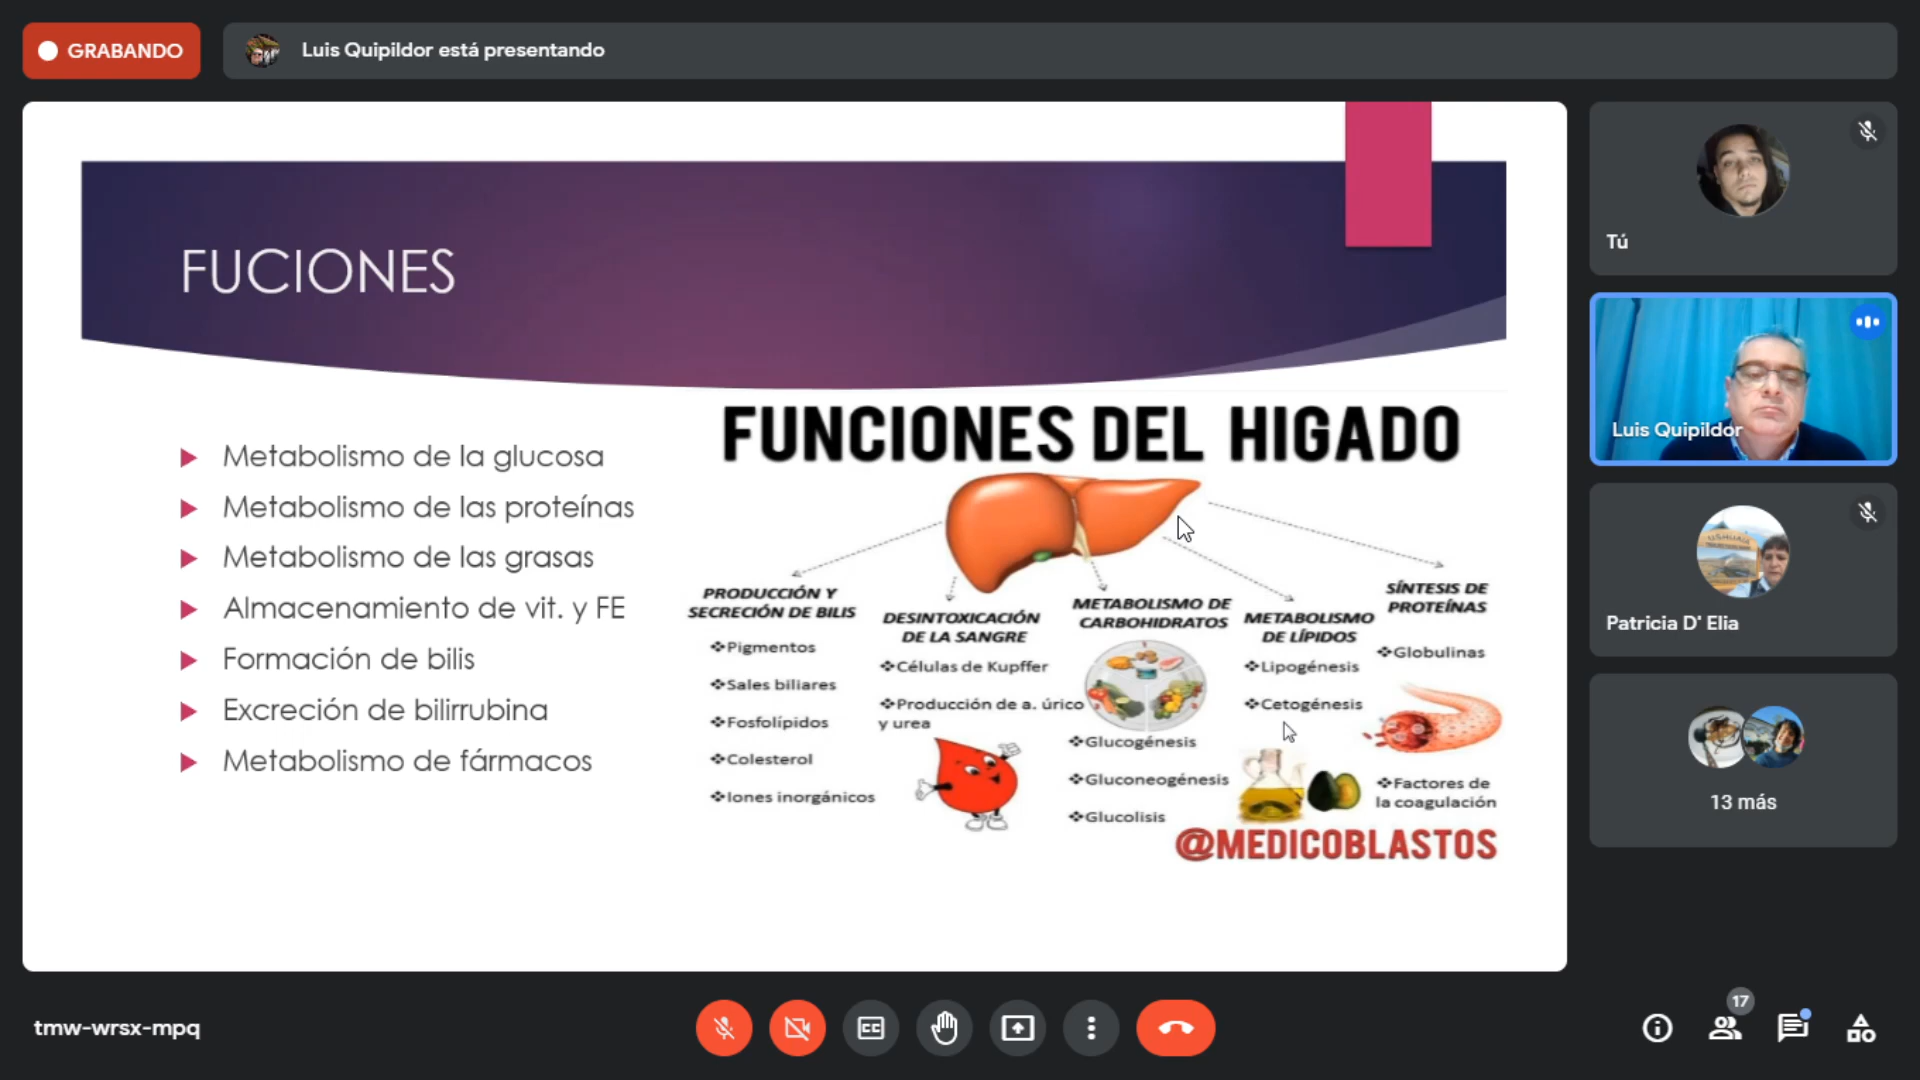 GRABANDO
Luis Quipildor está presentando
FUCIONES
Metabolismo de la glucosa
Metabolismo de las proteínas
Metabolismo de las grasas
Almacenamiento de vit. y FE
Formación de bilis
Excreción de bilirrubina
Metabolismo de fármacos
FUNCIONES DEL HIGADO
PRODUCCIÓN Y
SECRECIÓN DE BILIS
Pigmentos
Sales biliares
Fosfolípidos
Colesterol
Iones inorgánicos
DESINTOXICACIÓN
DE LA SANGRE
Células de Kupffer
Producción de a. úrico
y urea
METABOLISMO DE
CARBOHIDRATOS
Glucogénesis
Gluconeogénesis
Glucolisis
METABOLISMO
DE LÍPIDOS
Lipogénesis
Cetogénesis
SÍNTESIS DE
PROTEÍNAS
Globulinas
Factores de
la coagulación
@MEDICOBLASTOS
Tú
Luis Quipildor
USHUAIA
Patricia D' Elia
13 más
tmw-wrsx-mpq
CC
17